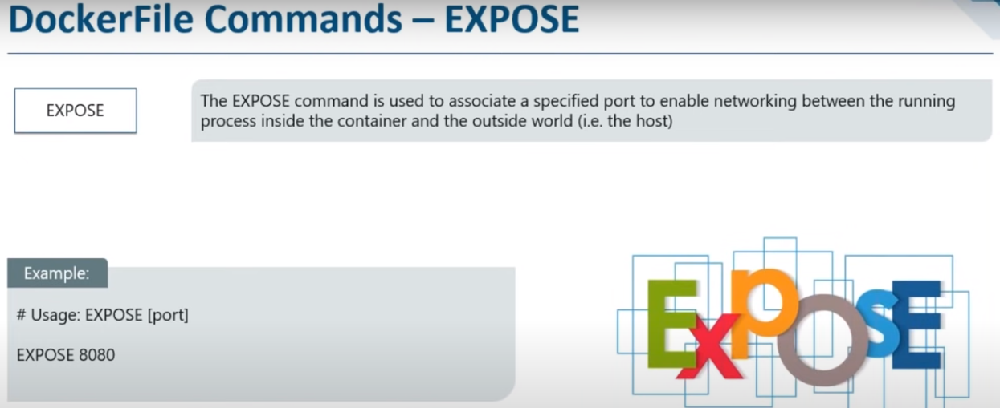 DockerFile Commands – EXPOSE
EXPOSE
The EXPOSE command is used to associate a specified port to enable networking between the running
process inside the container and the outside world (i.e. the host)
Example:
# Usage: EXPOSE [port]
EXPOSE 8080
ExpOsE